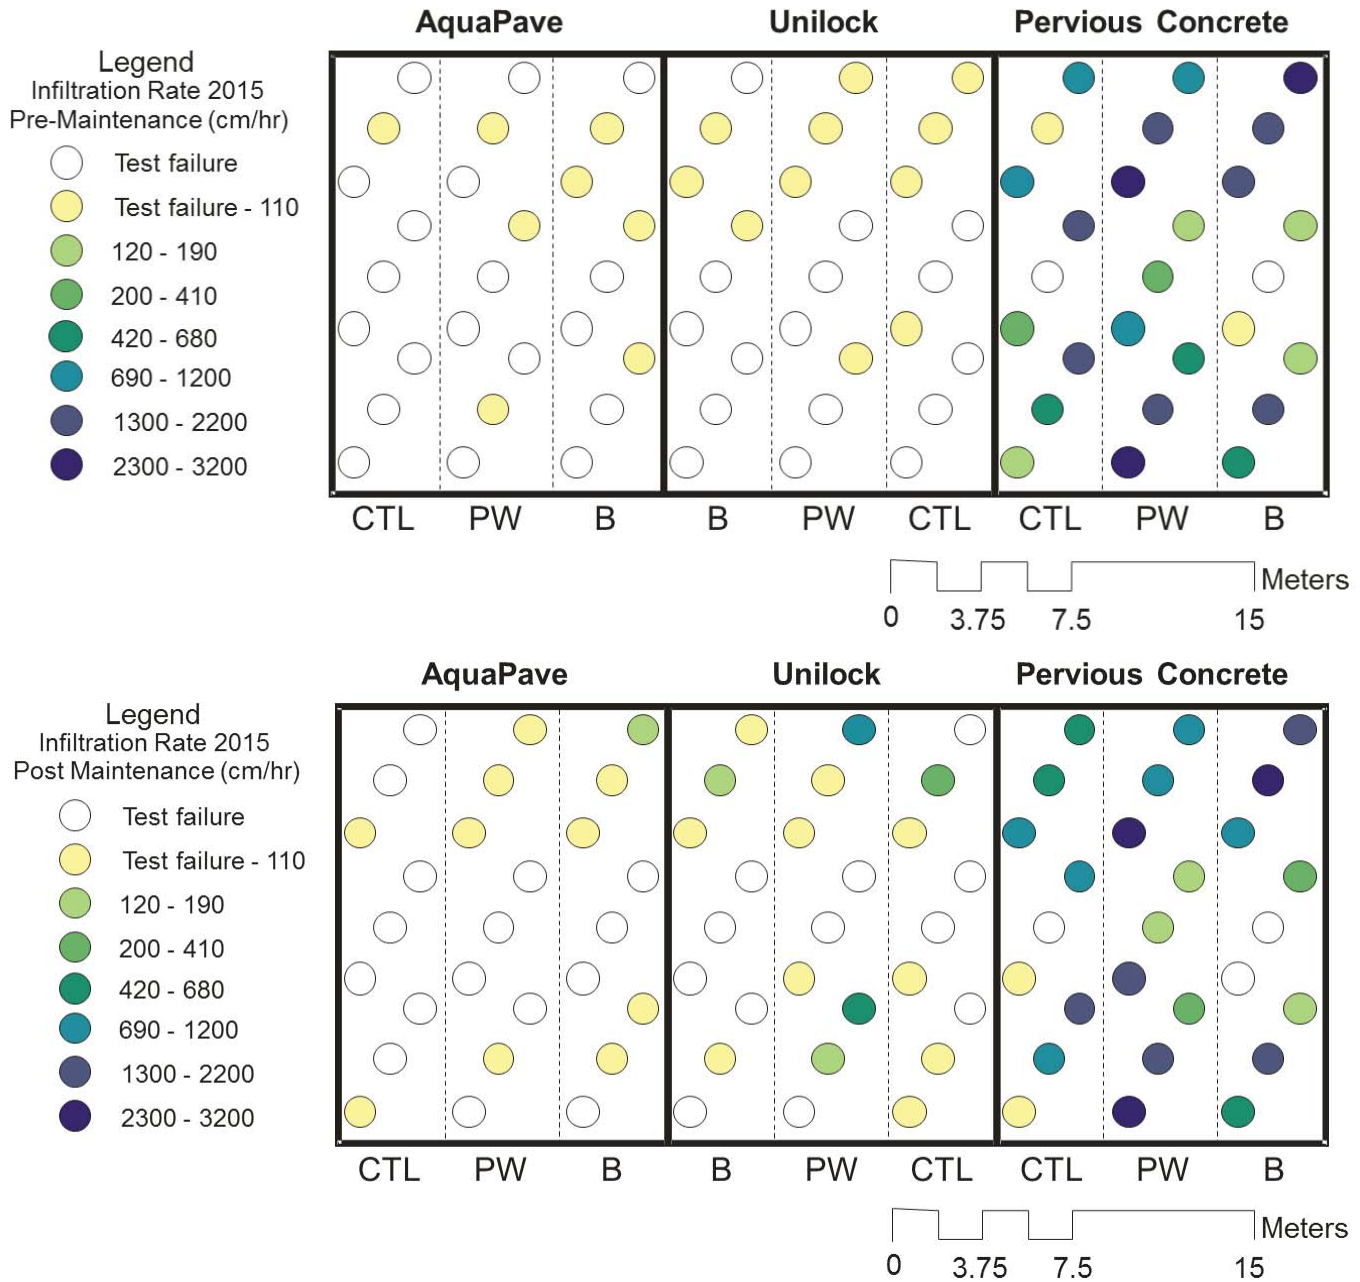 AquaPave Unilock Pervious Concrete
Legend
Infiltration Rate 2015
Pre-Maintenance (cm/hr)
Test failure
Test failure - 110
120 - 190
200 - 410
420 - 680
690 - 1200
1300 - 2200
2300 - 3200
CTL PW B B PW CTL CTL PW B
Meters
0 3.75 7.5 15
AquaPave Unilock Pervious Concrete
Legend
Infiltration Rate 2015
Post Maintenance (cm/hr)
Test failure
Test failure - 110
120 - 190
200 - 410
420 - 680
690 - 1200
1300 - 2200
2300 - 3200
CTL PW B B PW CTL CTL PW B
Meters
0 3.75 7.5 15